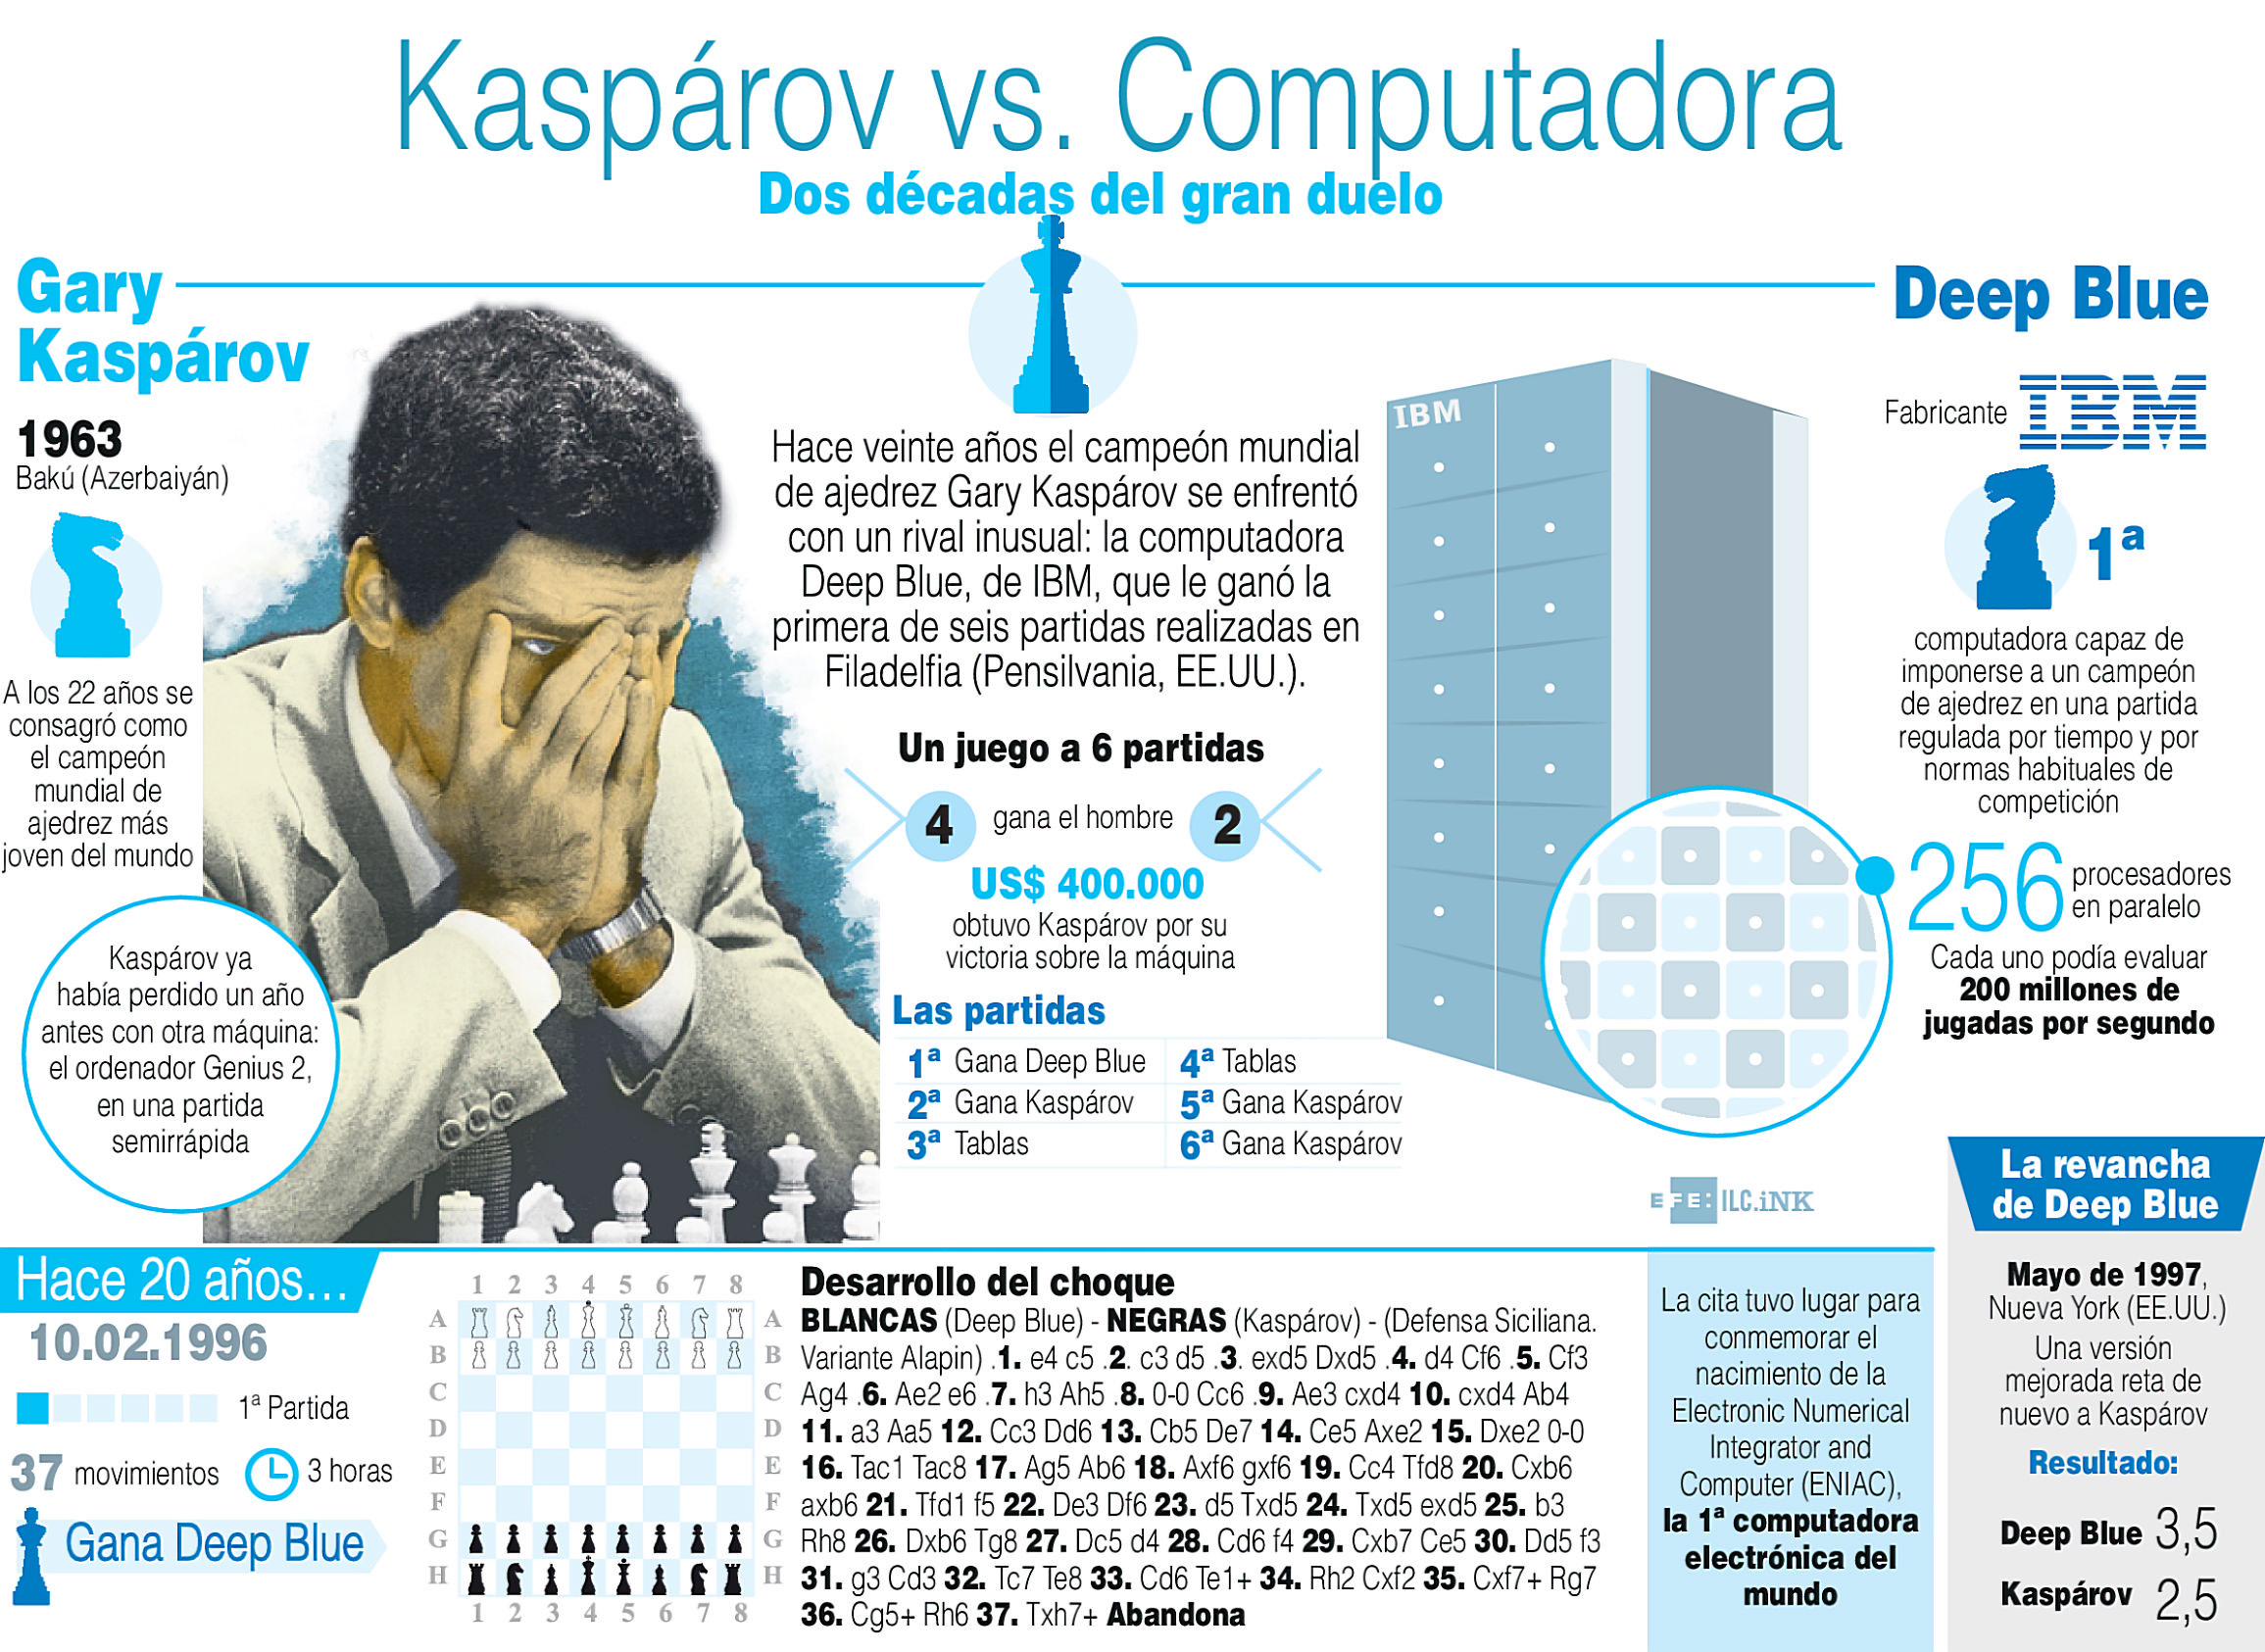 Kaspárov vs. Computadora
Dos décadas del gran duelo
Gary
Kaspárov
1963
Bakú (Azerbaiyán)
A los 22 años se
consagró como
el campeón
mundial de
ajedrez más
joven del mundo
Kaspárov ya
había perdido un año
antes con otra máquina:
el ordenador Genius 2,
en una partida
semirrápida
Hace veinte años el campeón mundial
de ajedrez Gary Kaspárov se enfrentó
con un rival inusual: la computadora
Deep Blue, de IBM, que le ganó la
primera de seis partidas realizadas en
Filadelfia (Pensilvania, EE.UU.).
Un juego a 6 partidas
4 gana el hombre 2
US$ 400.000
obtuvo Kaspárov por su
victoria sobre la máquina
Las partidas
1ª Gana Deep Blue 4ª Tablas
2ª Gana Kaspárov 5ª Gana Kaspárov
3ª Tablas 6ª Gana Kaspárov
IBM
Deep Blue
Fabricante IBM
1ª
computadora capaz de
imponerse a un campeón
de ajedrez en una partida
regulada por tiempo y por
normas habituales de
competición
256 procesadores
en paralelo
Cada uno podía evaluar
200 millones de
jugadas por segundo
EFE: ILC.iNK
La revancha
de Deep Blue
Mayo de 1997,
Nueva York (EE.UU.)
Una versión
mejorada reta de
nuevo a Kaspárov
Resultado:
Deep Blue 3,5
Kaspárov 2,5
Hace 20 años...
10.02.1996
1ª Partida
37 movimientos
3 horas
Gana Deep Blue
1 2 3 4 5 6 7 8
A A
B B
C C
D D
E E
F F
G G
H H
1 2 3 4 5 6 7 8
Desarrollo del choque
BLANCAS (Deep Blue) - NEGRAS (Kaspárov) - (Defensa Siciliana.
Variante Alapin) .1. e4 c5 .2. c3 d5 .3. exd5 Dxd5 .4. d4 Cf6 .5. Cf3
Ag4 .6. Ae2 e6 .7. h3 Ah5 .8. 0-0 Cc6 .9. Ae3 cxd4 10. cxd4 Ab4
11. a3 Aa5 12. Cc3 Dd6 13. Cb5 De7 14. Ce5 Axe2 15. Dxe2 0-0
16. Tac1 Tac8 17. Ag5 Ab6 18. Axf6 gxf6 19. Cc4 Tfd8 20. Cxb6
axb6 21. Tfd1 f5 22. De3 Df6 23. d5 Txd5 24. Txd5 exd5 25. b3
Rh8 26. Dxb6 Tg8 27. Dc5 d4 28. Cd6 f4 29. Cxb7 Ce5 30. Dd5 f3
31. g3 Cd3 32. Tc7 Te8 33. Cd6 Te1+ 34. Rh2 Cxf2 35. Cxf7+ Rg7
36. Cg5+ Rh6 37. Txh7+ Abandona
La cita tuvo lugar para
conmemorar el
nacimiento de la
Electronic Numerical
Integrator and
Computer (ENIAC),
la 1ª computadora
electrónica del
mundo